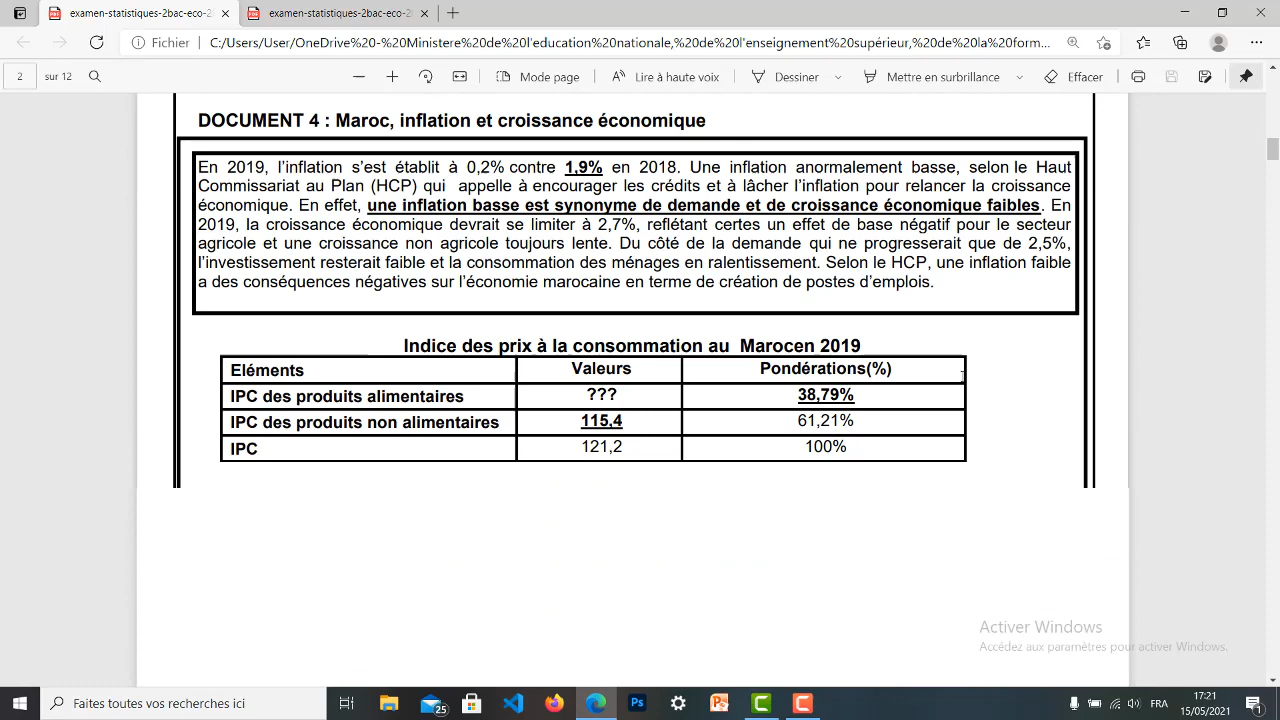 examen-statistiques-2bac-eco-2
examen-statistiques-2bac-eco-20
Fichier
C:/Users/User/OneDrive%20-%20Ministere%20de%20l'education%20nationale,%20de%20l'enseignement%20supérieur,%20de%20la%20form...
2 sur 12
Mode page
Lire à haute voix
Dessiner
Mettre en surbrillance
Effacer
DOCUMENT 4 : Maroc, inflation et croissance économique
En 2019, l'inflation s'est établit à 0,2% contre 1,9% en 2018. Une inflation anormalement basse, selon le Haut
Commissariat au Plan (HCP) qui appelle à encourager les crédits et à lâcher l'inflation pour relancer la croissance
économique. En effet, une inflation basse est synonyme de demande et de croissance économique faibles. En
2019, la croissance économique devrait se limiter à 2,7%, reflétant certes un effet de base négatif pour le secteur
agricole et une croissance non agricole toujours lente. Du côté de la demande qui ne progresserait que de 2,5%,
l'investissement resterait faible et la consommation des ménages en ralentissement. Selon le HCP, une inflation faible
a des conséquences négatives sur l'économie marocaine en terme de création de postes d'emplois.
Indice des prix à la consommation au Marocen 2019
Eléments Valeurs Pondérations(%)
IPC des produits alimentaires ??? 38,79%
IPC des produits non alimentaires 115,4 61,21%
IPC 121,2 100%
Activer Windows
Accédez aux paramètres pour activer Windows.
Faites toutes vos recherches ici
25
Ps
FRA
17:21
15/05/2021
1